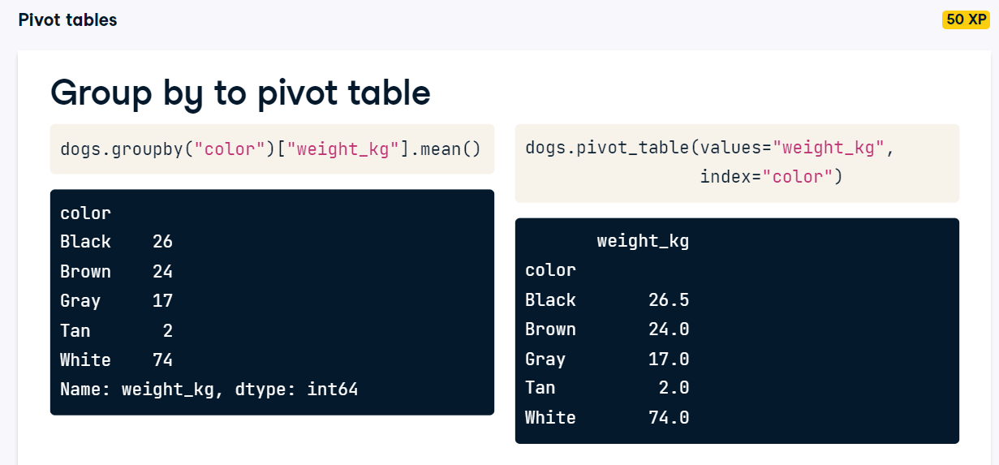 Pivot tables
50 XP
Group by to pivot table
dogs.groupby("color")["weight_kg"].mean()
color
Black    26
Brown    24
Gray     17
Tan       2
White    74
Name: weight_kg, dtype: int64
dogs.pivot_table(values="weight_kg",
                 index="color")
       weight_kg
color
Black       26.5
Brown       24.0
Gray        17.0
Tan          2.0
White       74.0